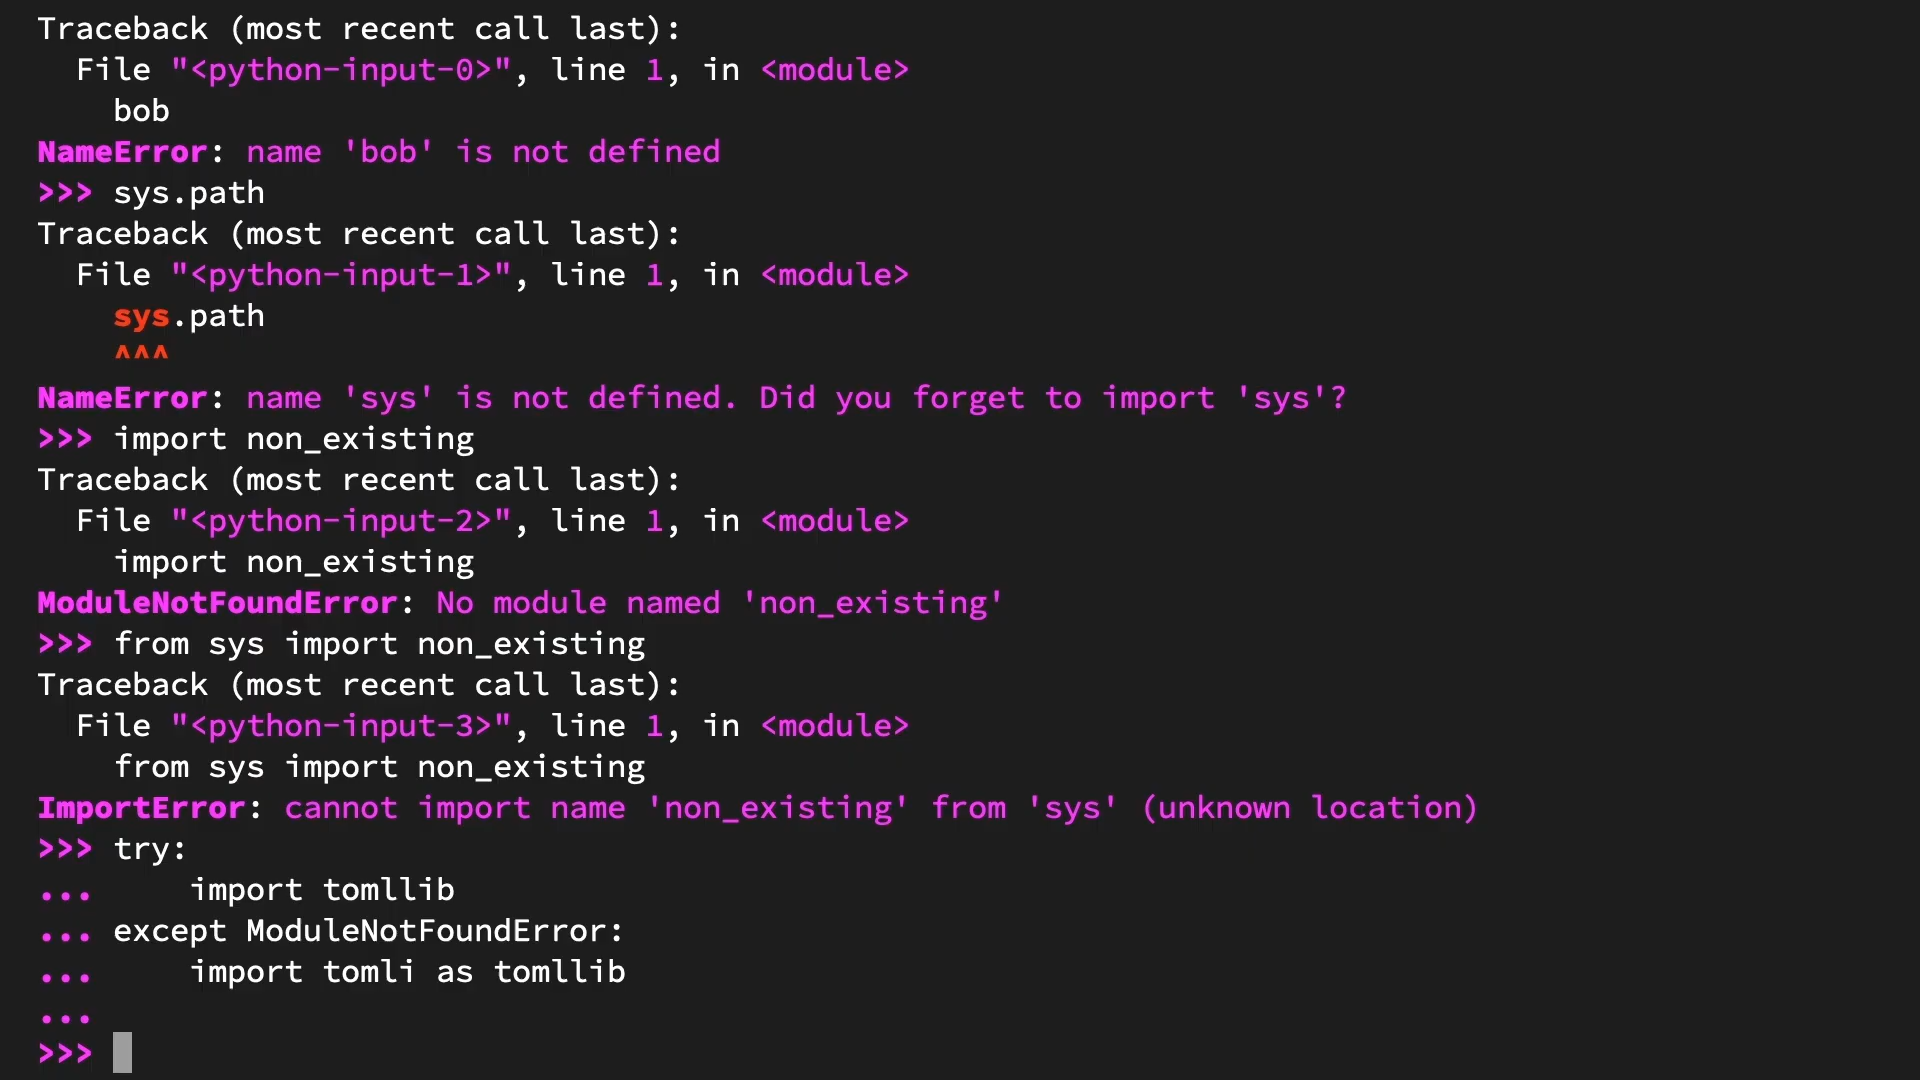 Traceback (most recent call last):
  File "<python-input-0>", line 1, in <module>
    bob
NameError: name 'bob' is not defined
>>> sys.path
Traceback (most recent call last):
  File "<python-input-1>", line 1, in <module>
    sys.path
    ^^^
NameError: name 'sys' is not defined. Did you forget to import 'sys'?
>>> import non_existing
Traceback (most recent call last):
  File "<python-input-2>", line 1, in <module>
    import non_existing
ModuleNotFoundError: No module named 'non_existing'
>>> from sys import non_existing
Traceback (most recent call last):
  File "<python-input-3>", line 1, in <module>
    from sys import non_existing
ImportError: cannot import name 'non_existing' from 'sys' (unknown location)
>>> try:
...     import tomllib
... except ModuleNotFoundError:
...     import tomli as tomllib
...
>>>